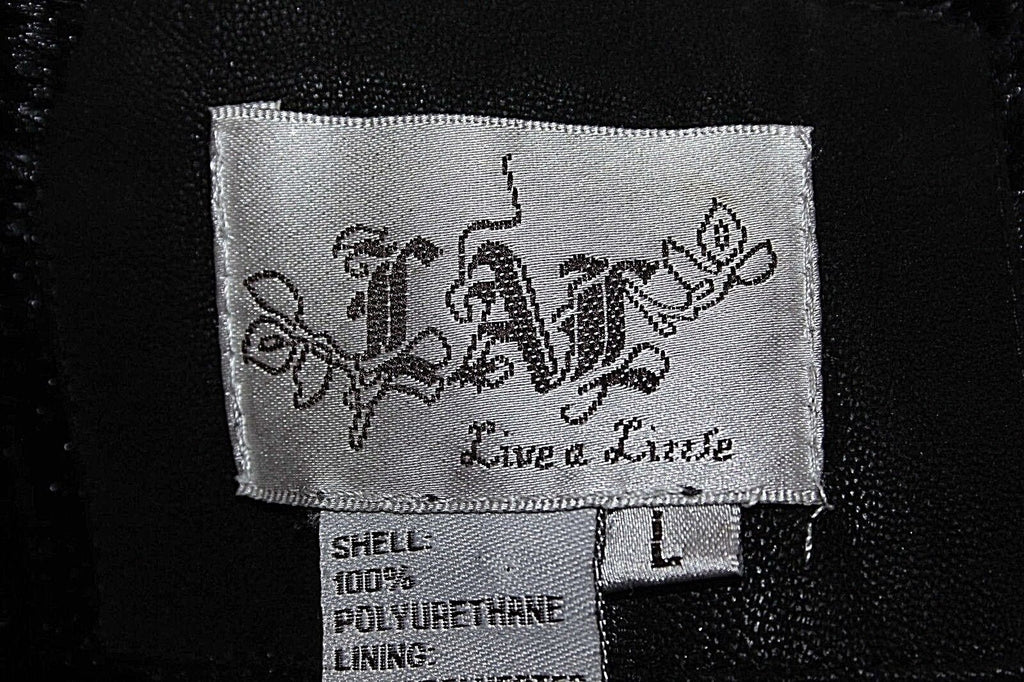 LAL
Live a Little
L
SHELL:
100%
POLYURETHANE
LINING: